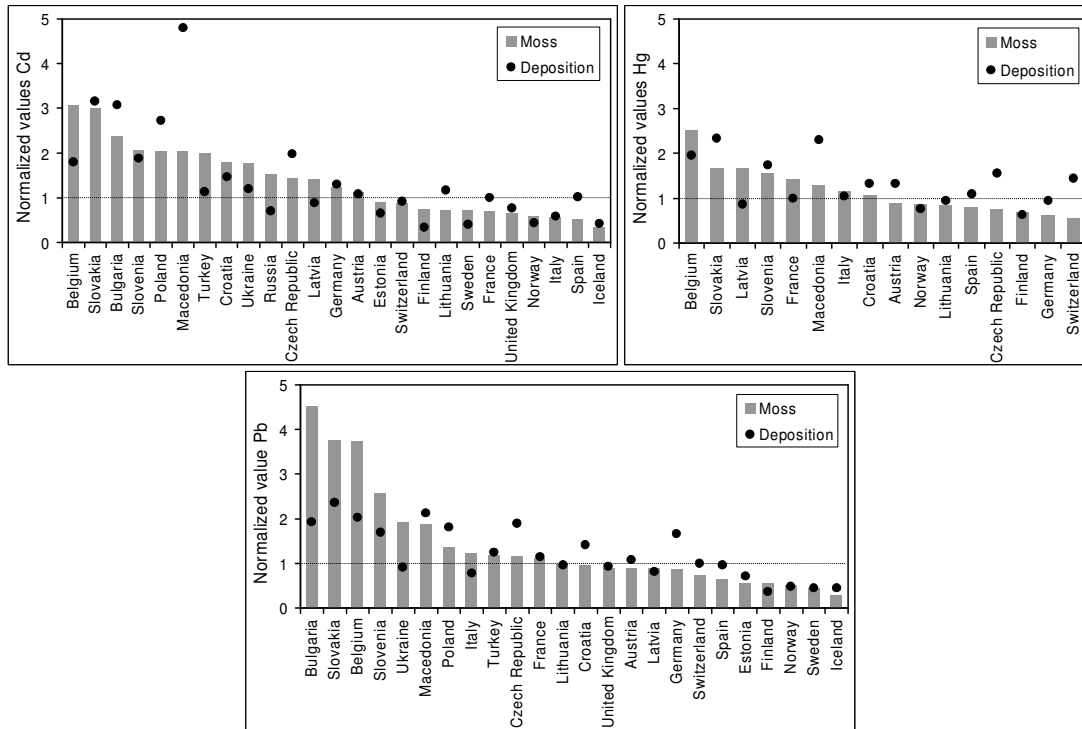 Normalized values Cd
5
4
3
2
1
0
Moss
Deposition
Belgium
Slovakia
Bulgaria
Slovenia
Poland
Macedonia
Turkey
Croatia
Ukraine
Russia
Czech Republic
Latvia
Germany
Austria
Estonia
Switzerland
Finland
Lithuania
Sweden
France
United Kingdom
Norway
Italy
Spain
Iceland
Normalized values Hg
5
4
3
2
1
0
Moss
Deposition
Belgium
Slovakia
Latvia
Slovenia
France
Macedonia
Italy
Croatia
Austria
Norway
Lithuania
Spain
Czech Republic
Finland
Germany
Switzerland
Normalized value Pb
5
4
3
2
1
0
Moss
Deposition
Bulgaria
Slovakia
Belgium
Slovenia
Ukraine
Macedonia
Poland
Italy
Turkey
Czech Republic
France
Lithuania
Croatia
United Kingdom
Austria
Latvia
Germany
Switzerland
Spain
Estonia
Finland
Norway
Sweden
Iceland